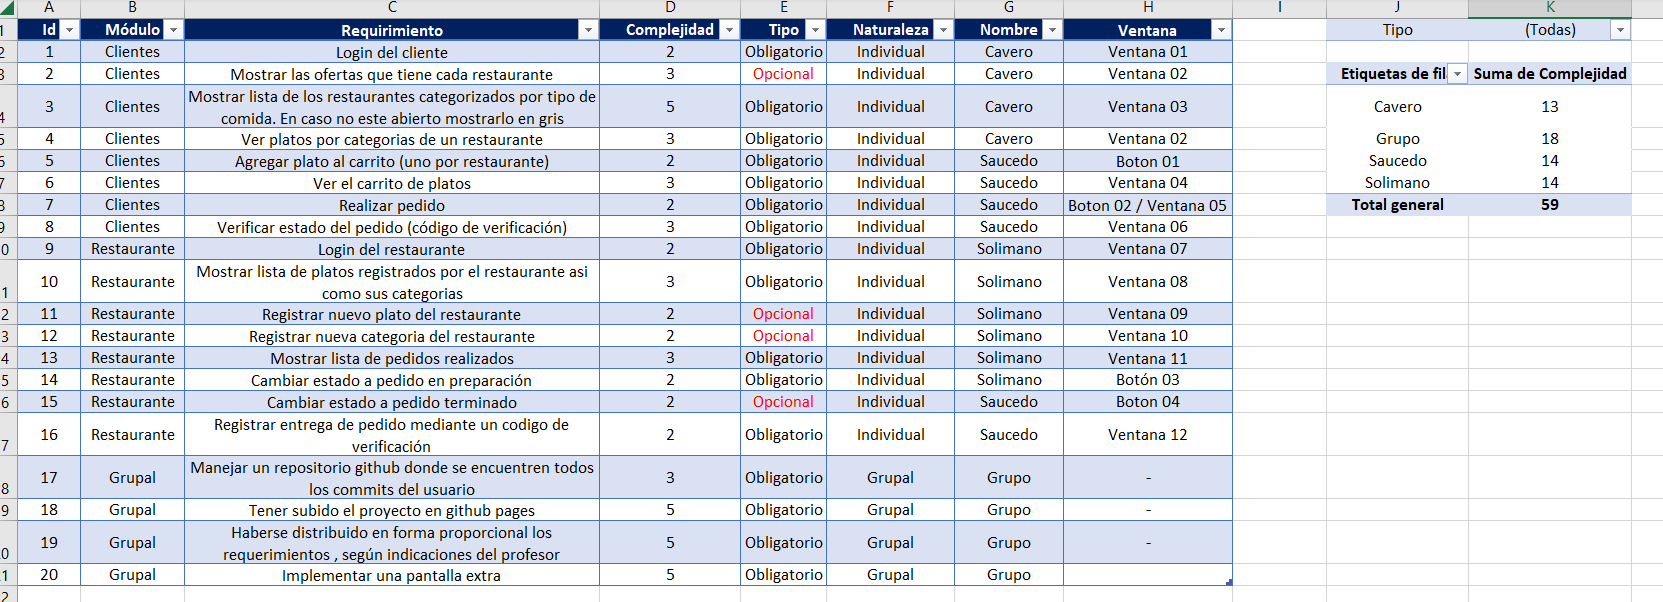 A B C D E F G H I J K
1 Id Módulo Requirimiento Complejidad Tipo Naturaleza Nombre Ventana Tipo (Todas)
2 1 Clientes Login del cliente 2 Obligatorio Individual Cavero Ventana 01
3 2 Clientes Mostrar las ofertas que tiene cada restaurante 3 Opcional Individual Cavero Ventana 02 Etiquetas de fil Suma de Complejidad
Mostrar lista de los restaurantes categorizados por tipo de
4 3 Clientes comida. En caso no este abierto mostrarlo en gris 5 Obligatorio Individual Cavero Ventana 03 Cavero 13
5 4 Clientes Ver platos por categorias de un restaurante 3 Obligatorio Individual Cavero Ventana 02 Grupo 18
6 5 Clientes Agregar plato al carrito (uno por restaurante) 2 Obligatorio Individual Saucedo Boton 01 Saucedo 14
7 6 Clientes Ver el carrito de platos 3 Obligatorio Individual Saucedo Ventana 04 Solimano 14
8 7 Clientes Realizar pedido 2 Obligatorio Individual Saucedo Boton 02 / Ventana 05 Total general 59
9 8 Clientes Verificar estado del pedido (código de verificación) 3 Obligatorio Individual Saucedo Ventana 06
0 9 Restaurante Login del restaurante 2 Obligatorio Individual Solimano Ventana 07
Mostrar lista de platos registrados por el restaurante asi
1 10 Restaurante como sus categorias 3 Obligatorio Individual Solimano Ventana 08
2 11 Restaurante Registrar nuevo plato del restaurante 2 Opcional Individual Solimano Ventana 09
3 12 Restaurante Registrar nueva categoria del restaurante 2 Opcional Individual Solimano Ventana 10
4 13 Restaurante Mostrar lista de pedidos realizados 3 Obligatorio Individual Solimano Ventana 11
5 14 Restaurante Cambiar estado a pedido en preparación 2 Obligatorio Individual Solimano Botón 03
6 15 Restaurante Cambiar estado a pedido terminado 2 Opcional Individual Saucedo Boton 04
Registrar entrega de pedido mediante un codigo de
7 16 Restaurante verificación 2 Obligatorio Individual Saucedo Ventana 12
Manejar un repositorio github donde se encuentren todos
8 17 Grupal los commits del usuario 3 Obligatorio Grupal Grupo -
9 18 Grupal Tener subido el proyecto en github pages 5 Obligatorio Grupal Grupo -
Haberse distribuido en forma proporcional los
0 19 Grupal requerimientos , según indicaciones del profesor 5 Obligatorio Grupal Grupo -
1 20 Grupal Implementar una pantalla extra 5 Obligatorio Grupal Grupo
2